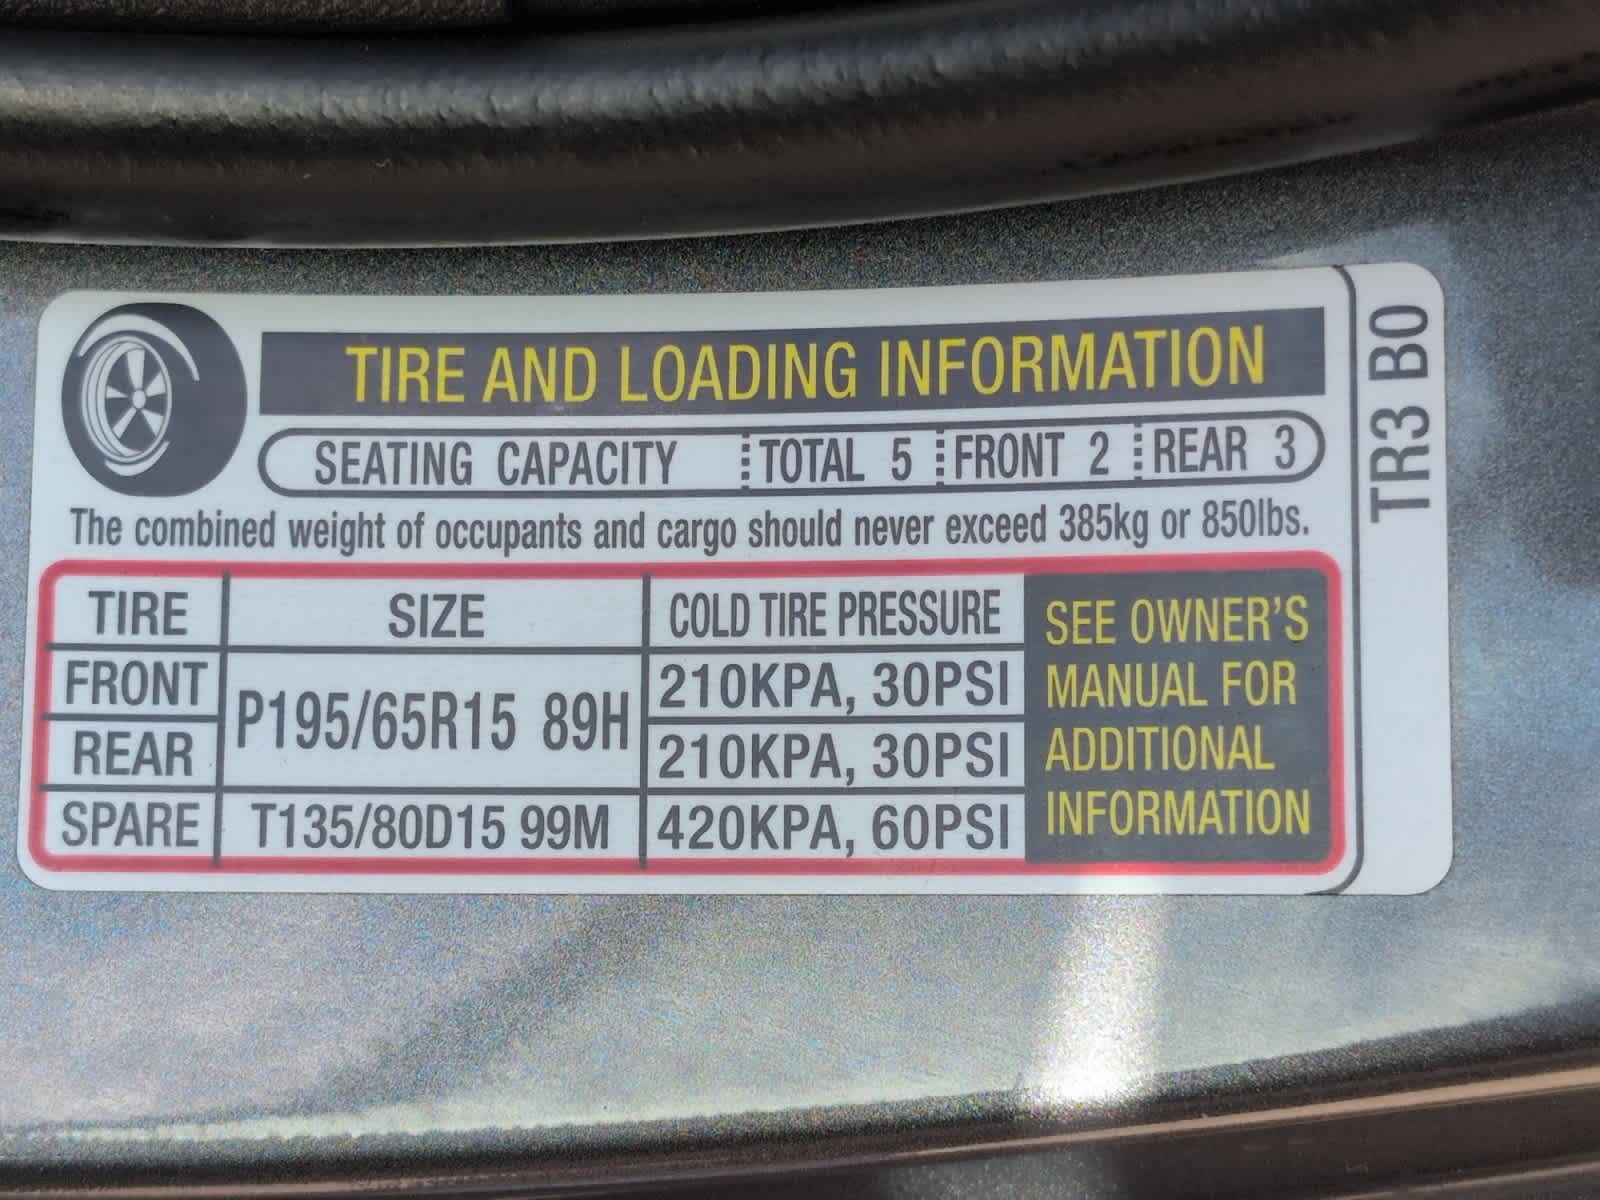 TIRE AND LOADING INFORMATION
SEATING CAPACITY TOTAL 5 FRONT 2 REAR 3
The combined weight of occupants and cargo should never exceed 385kg or 850lbs.
TIRE SIZE COLD TIRE PRESSURE
FRONT P195/65R15 89H 210KPA, 30PSI
REAR 210KPA, 30PSI
SPARE T135/80D15 99M 420KPA, 60PSI
SEE OWNER'S
MANUAL FOR
ADDITIONAL
INFORMATION
TR3 B0